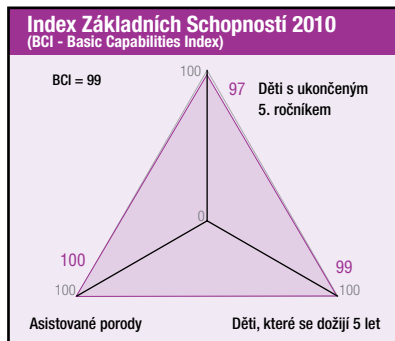 Index Základních Schopností 2010
(BCI - Basic Capabilities Index)
BCI = 99
100
97
Děti s ukončeným
5. ročníkem
0
100
99
100
100
Asistované porody
Děti, které se dožijí 5 let